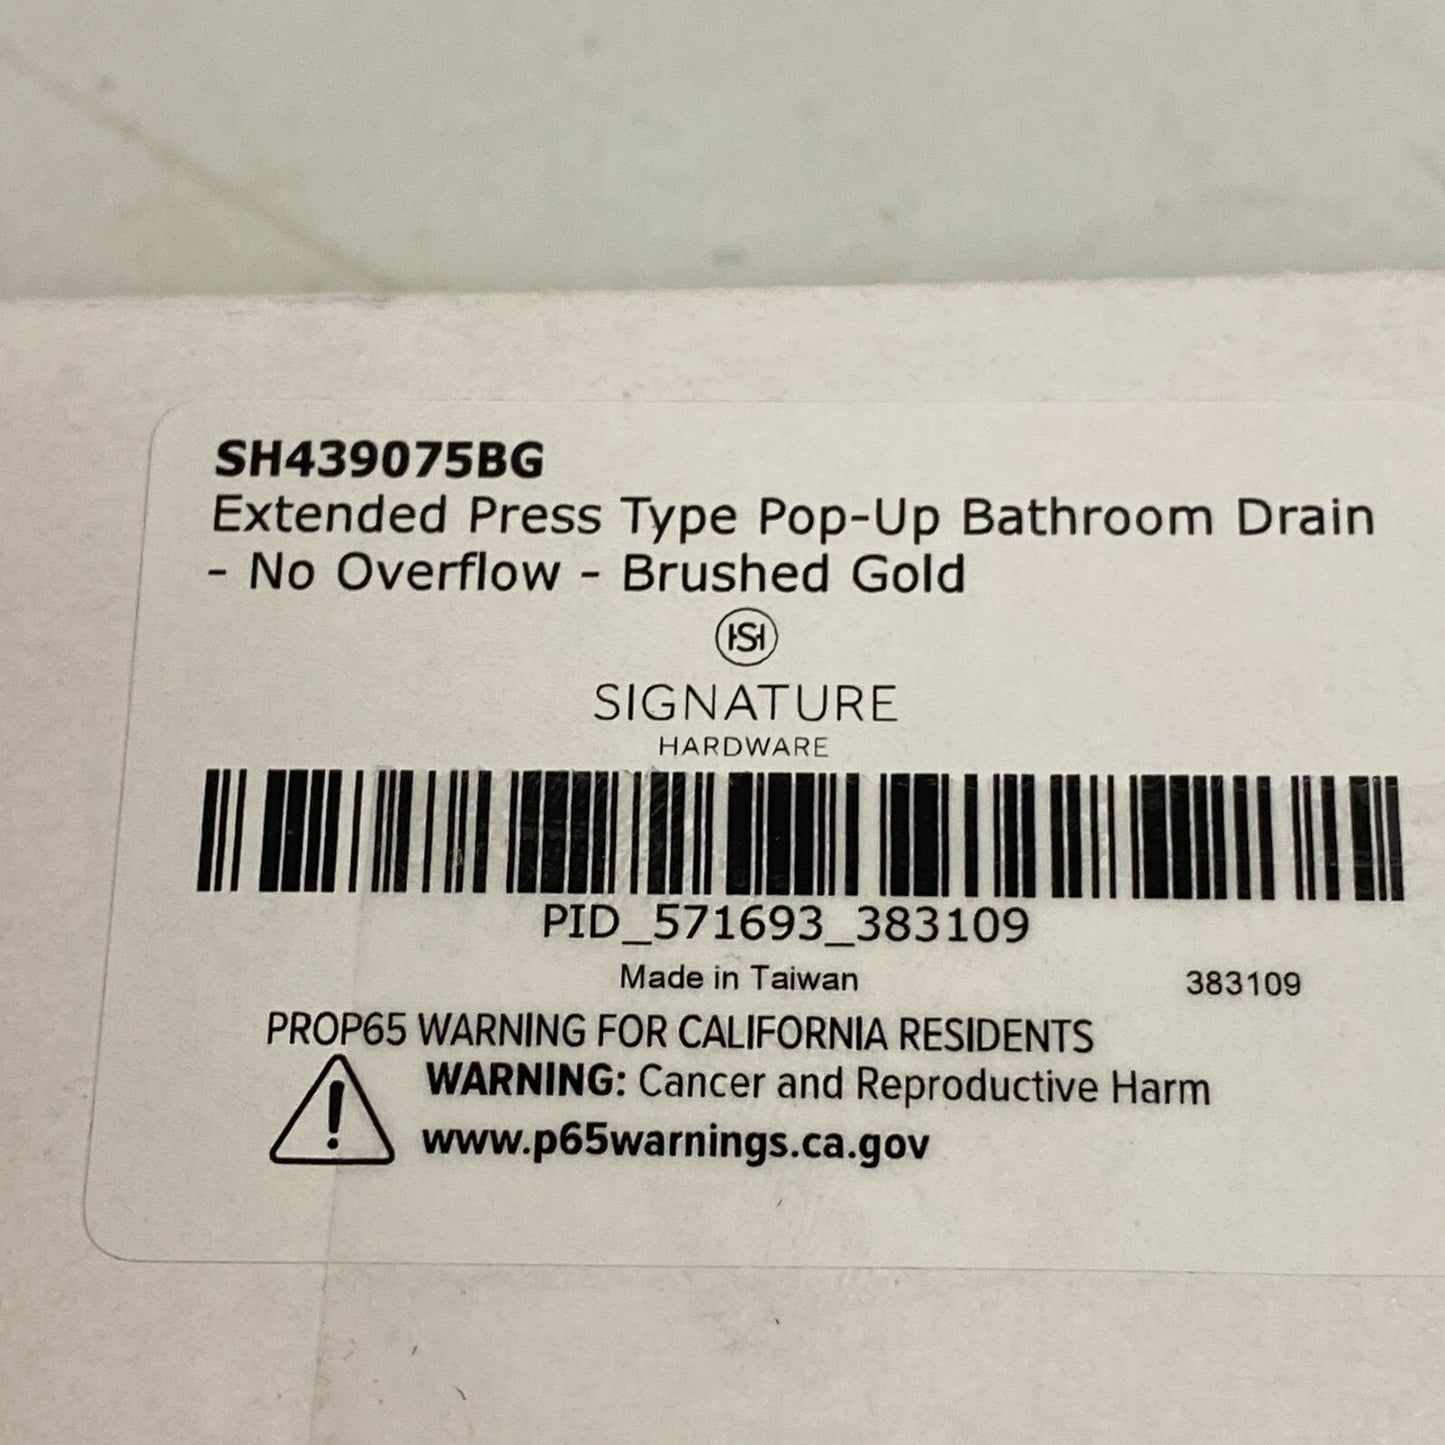 SH439075BG
Extended Press Type Pop-Up Bathroom Drain
- No Overflow - Brushed Gold
HSH
SIGNATURE
HARDWARE
PID_571693_383109
Made in Taiwan 383109
PROP65 WARNING FOR CALIFORNIA RESIDENTS
! WARNING: Cancer and Reproductive Harm
www.p65warnings.ca.gov